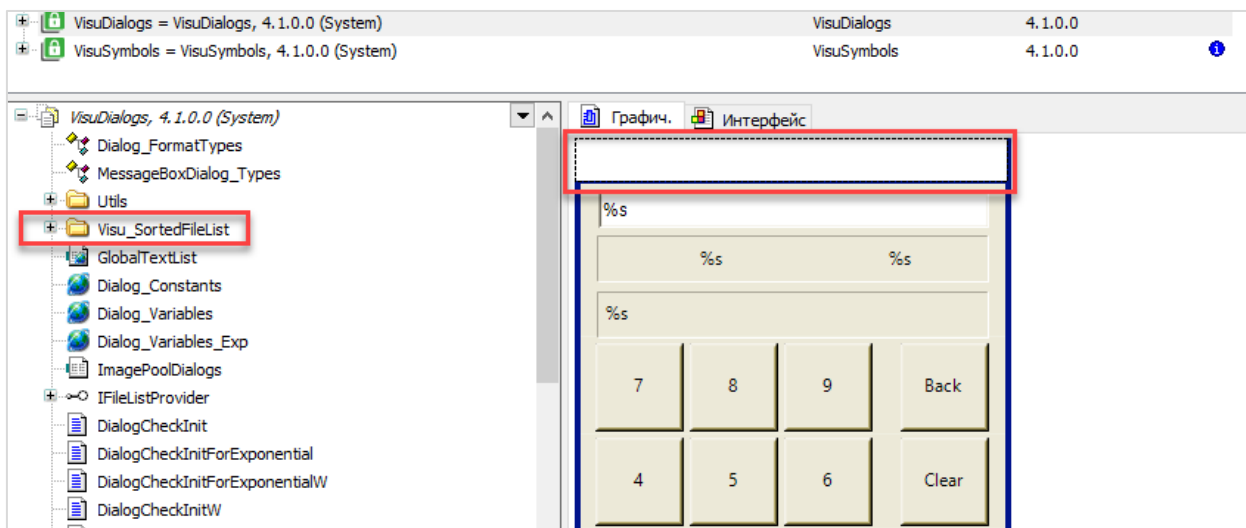 VisuDialogs = VisuDialogs, 4.1.0.0 (System) VisuDialogs 4.1.0.0
VisuSymbols = VisuSymbols, 4.1.0.0 (System) VisuSymbols 4.1.0.0
VisuDialogs, 4.1.0.0 (System)
Dialog_FormatTypes
MessageBoxDialog_Types
Utils
Visu_SortedFileList
GlobalTextList
Dialog_Constants
Dialog_Variables
Dialog_Variables_Exp
ImagePoolDialogs
IFileListProvider
DialogCheckInit
DialogCheckInitForExponential
DialogCheckInitForExponentialW
DialogCheckInitW
Графич. Интерфейс
%s
%s %s
%s
7 8 9 Back
4 5 6 Clear